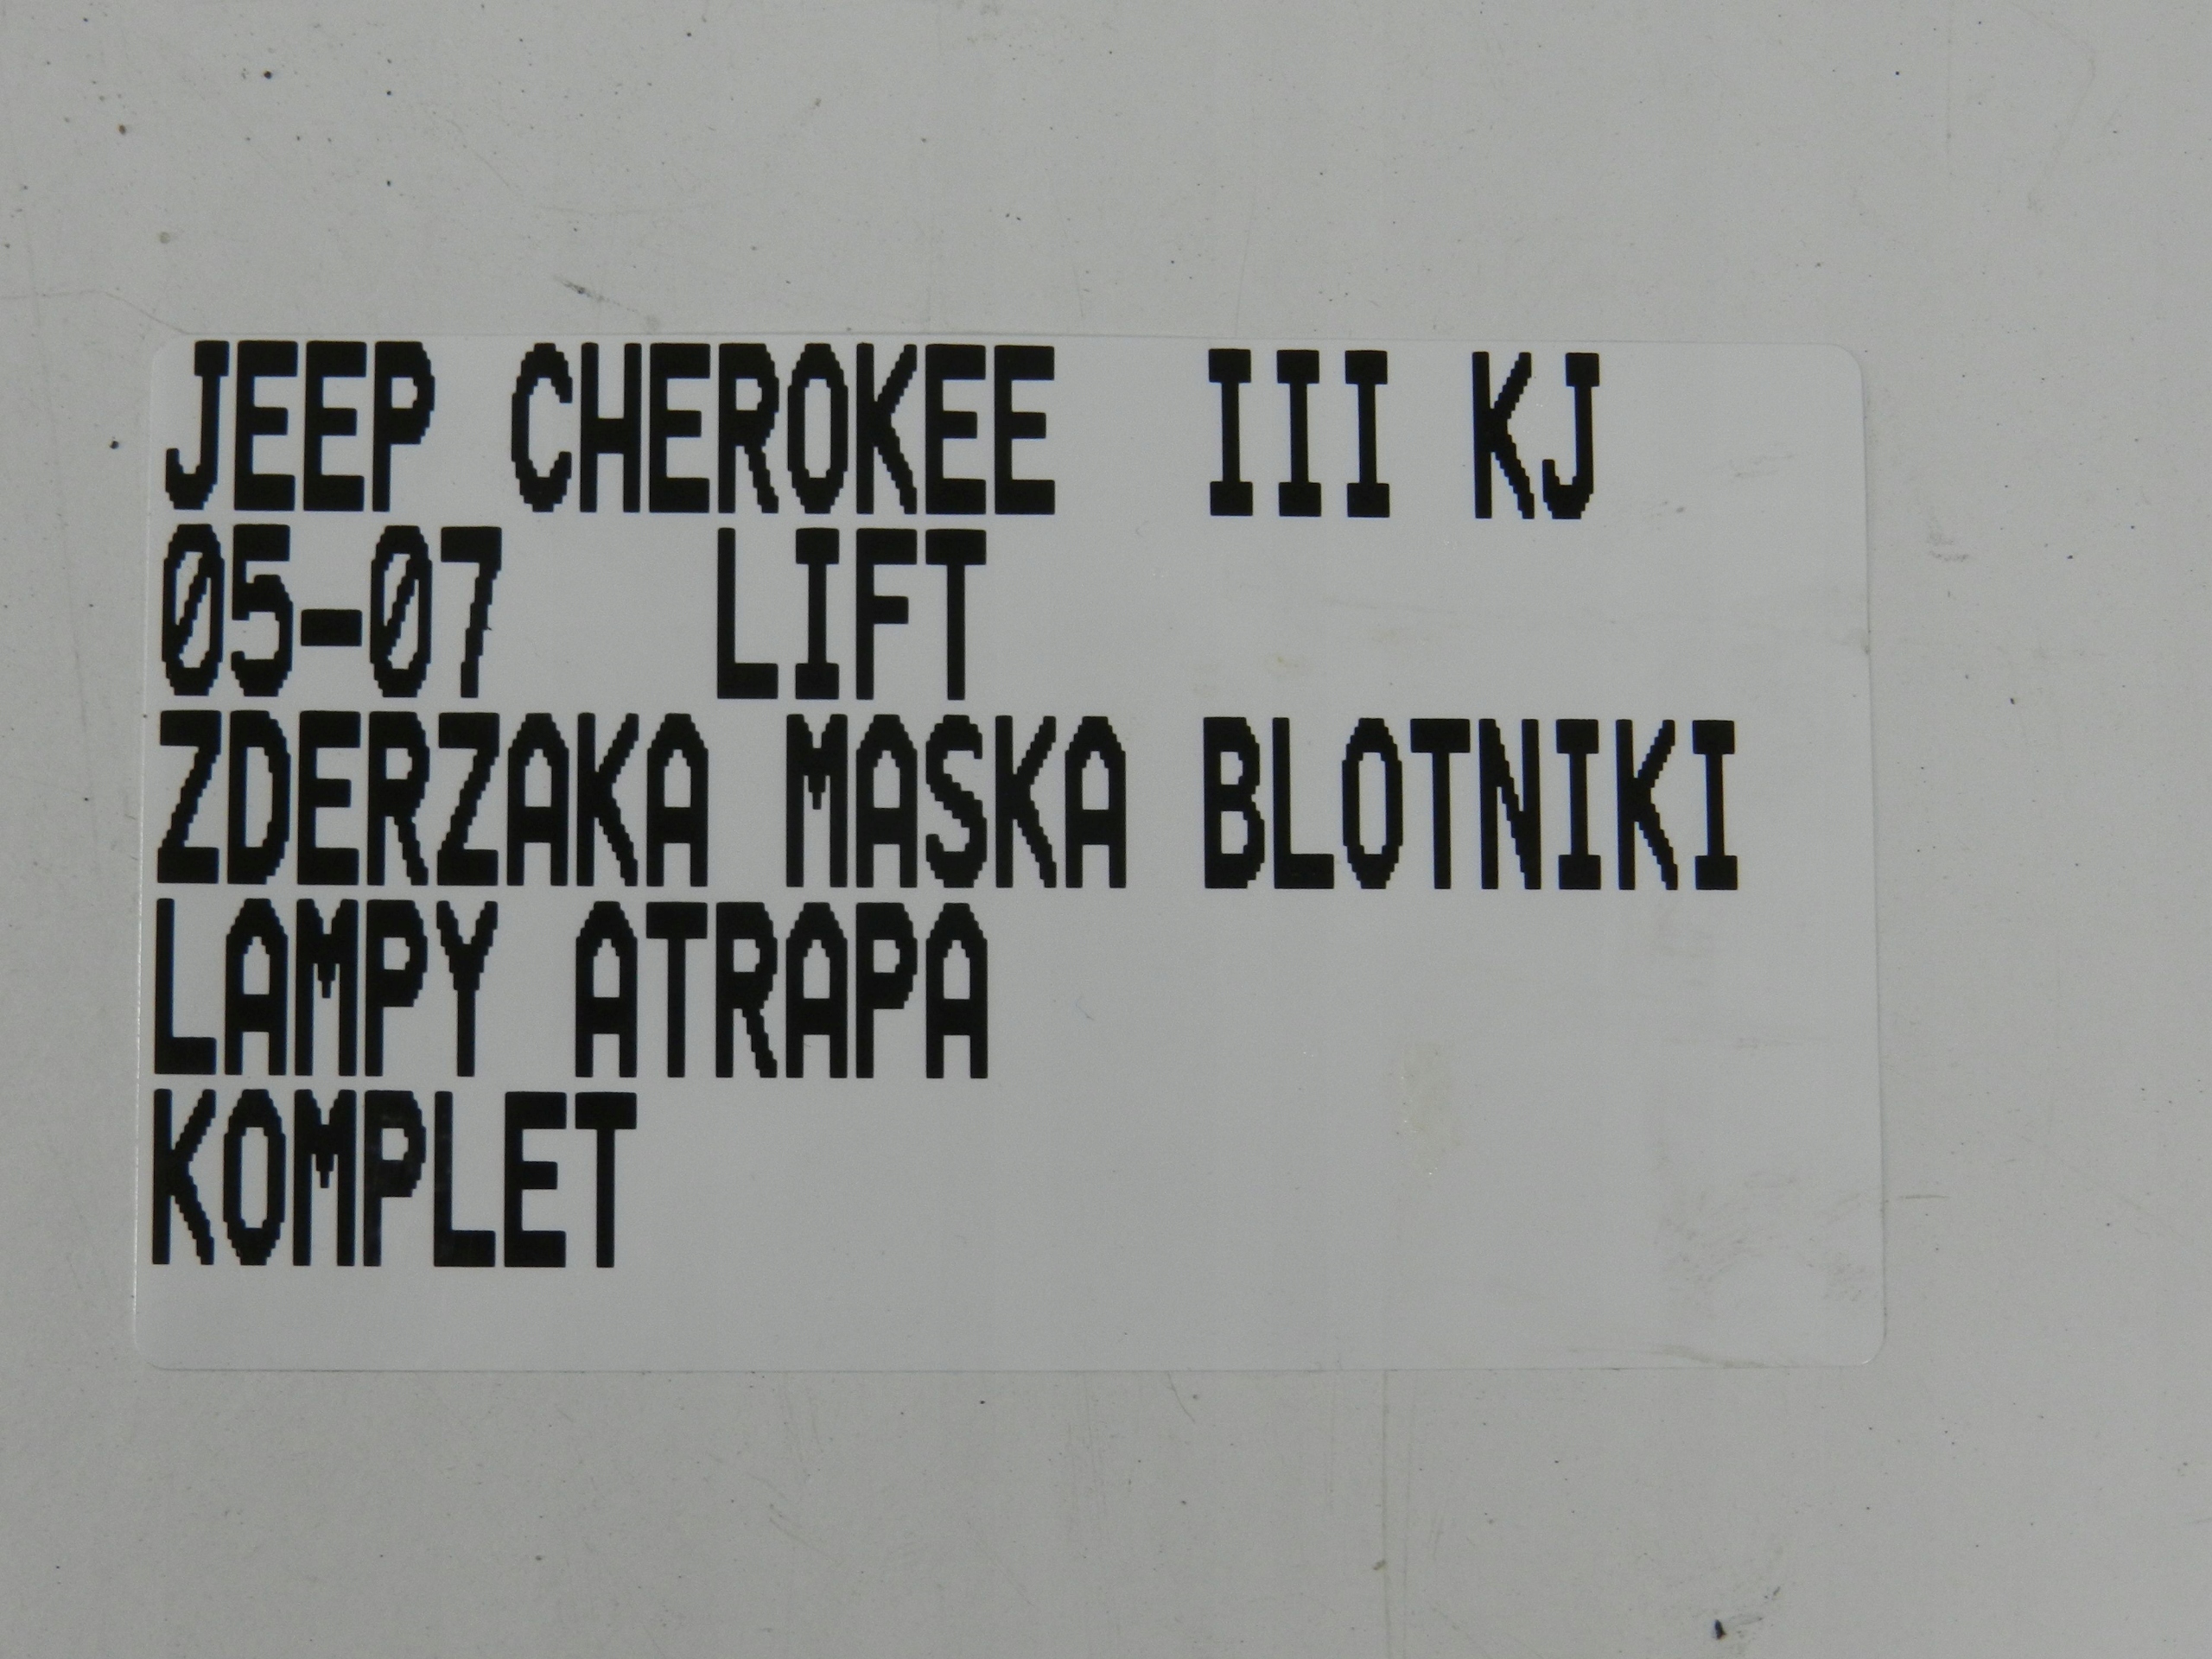 JEEP CHEROKEE  III KJ
05-07   LIFT
ZDERZAKA MASKA BLOTNIKI
LAMPY ATRAPA
KOMPLET